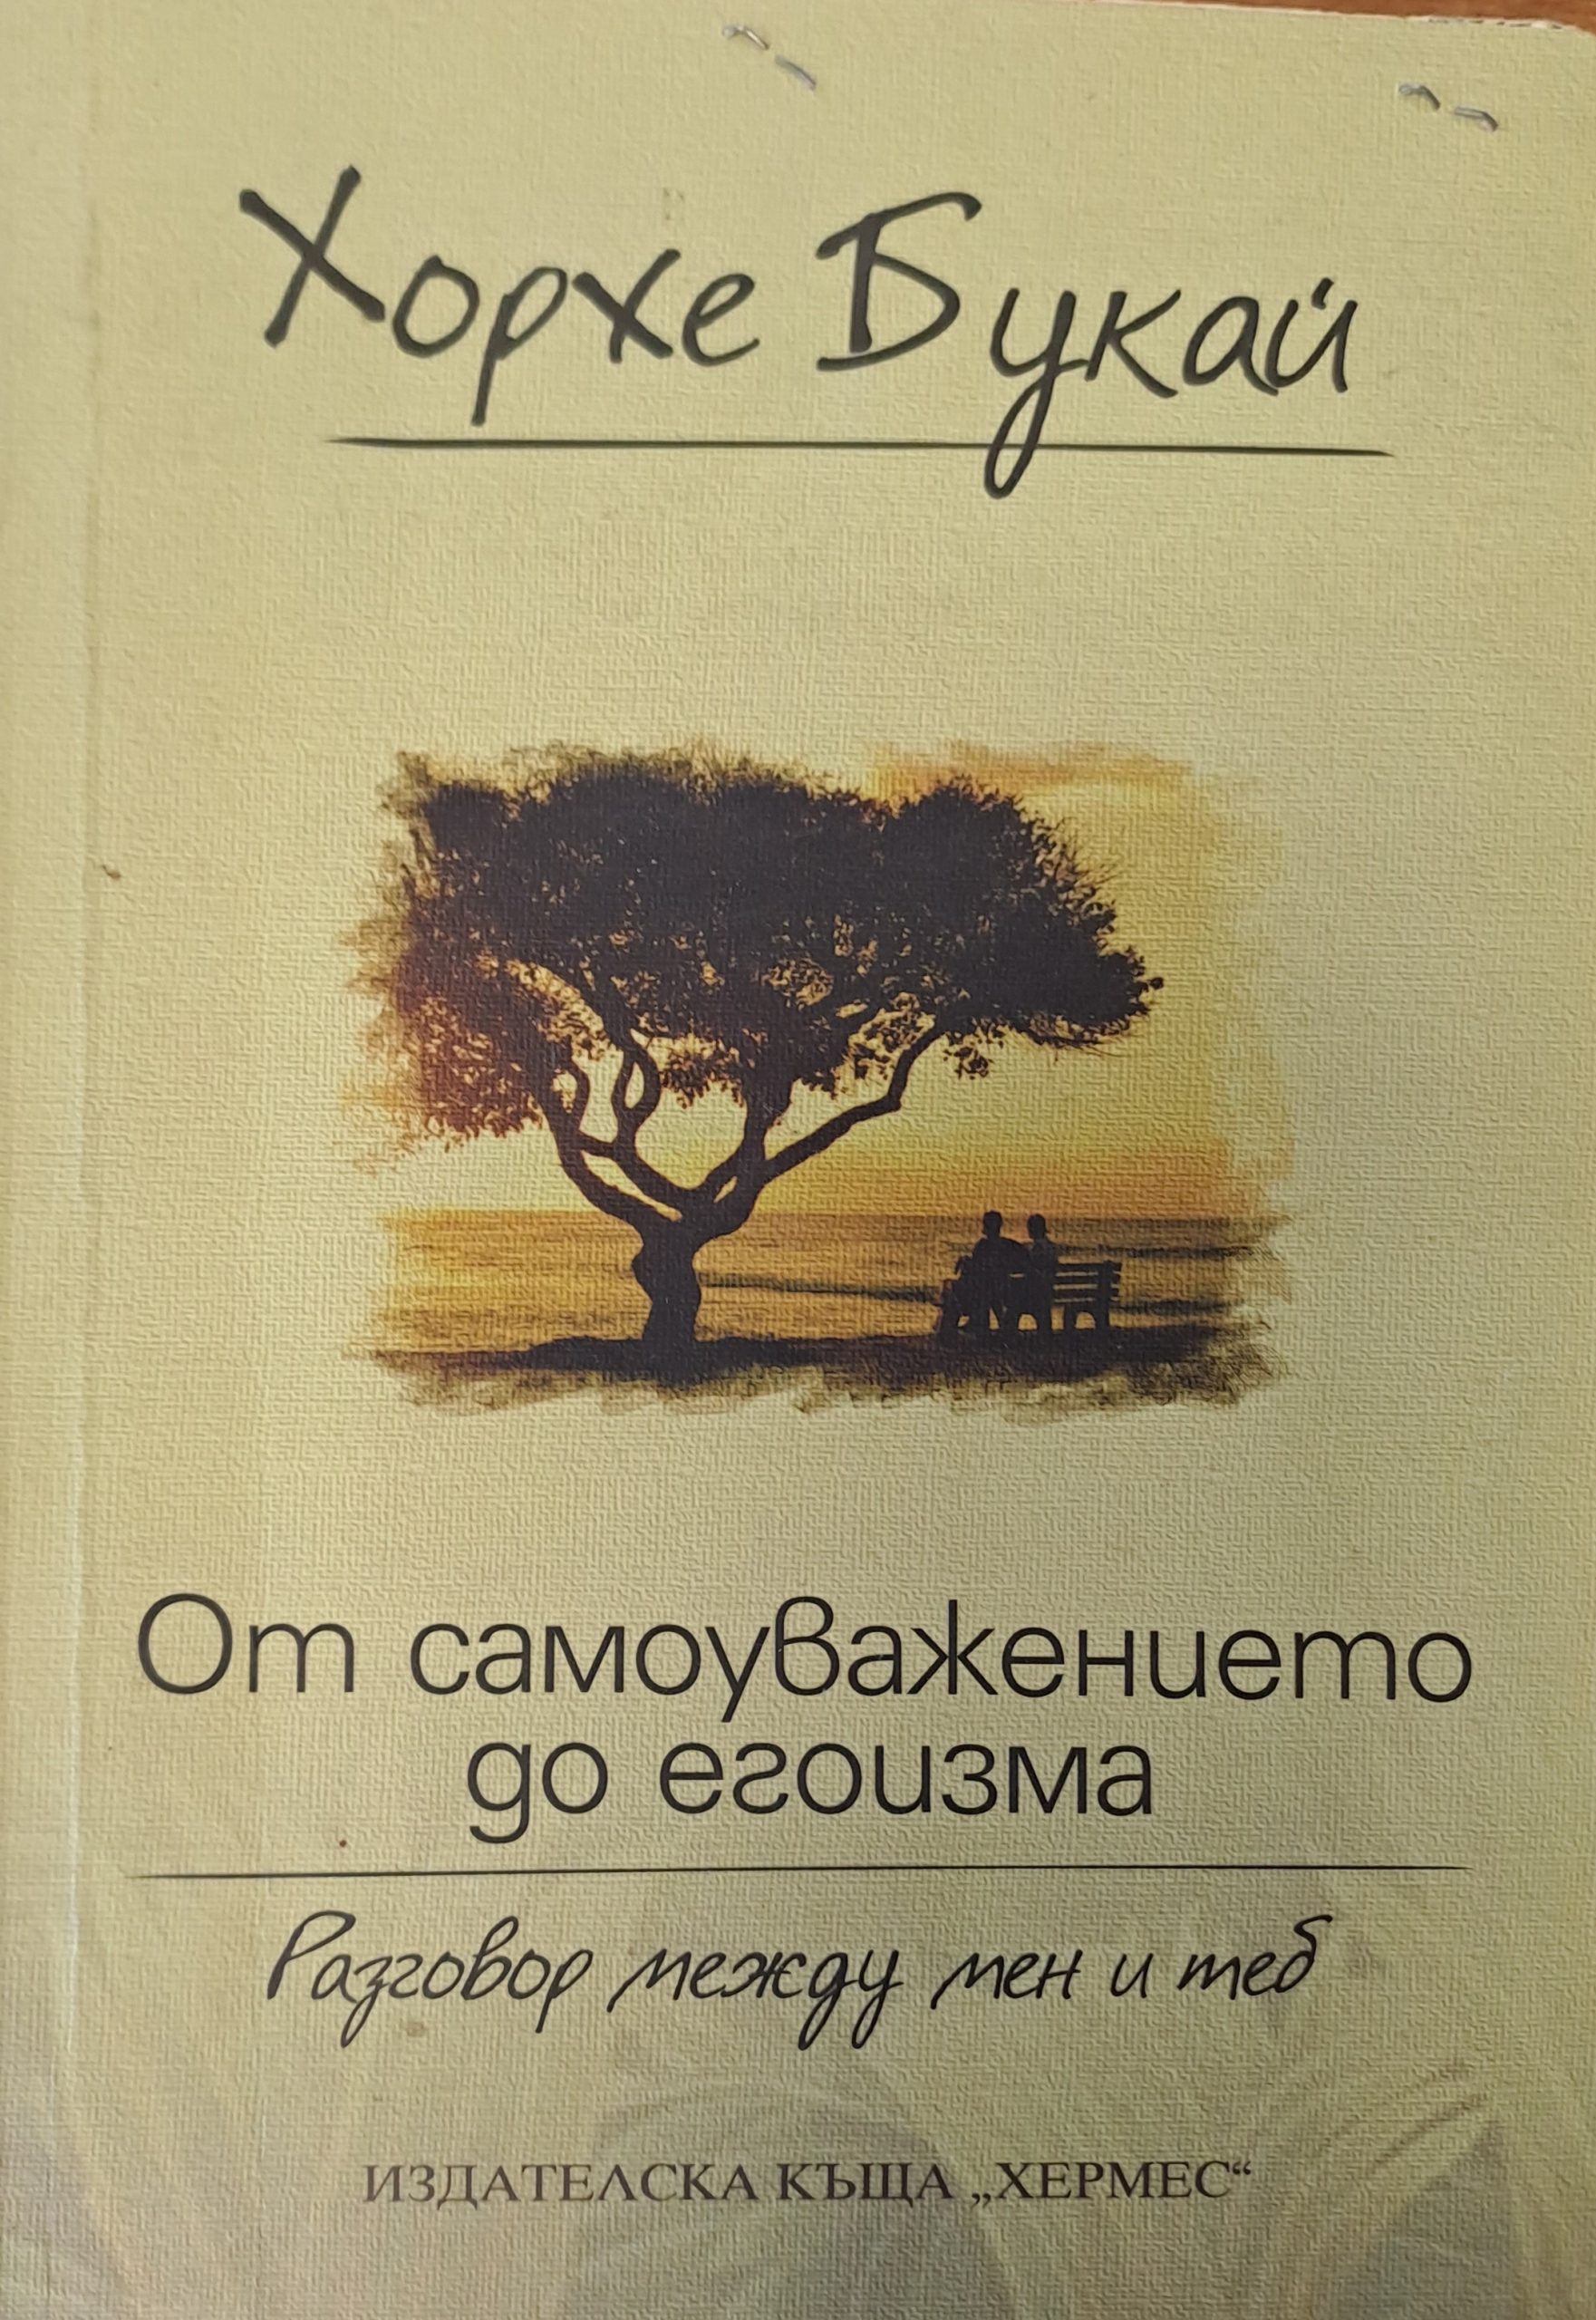 Хорхе Букай
От самоуважението
до егоизма
Разговор между мен и теб
ИЗДАТЕЛСКА КЪЩА „ХЕРМЕС“